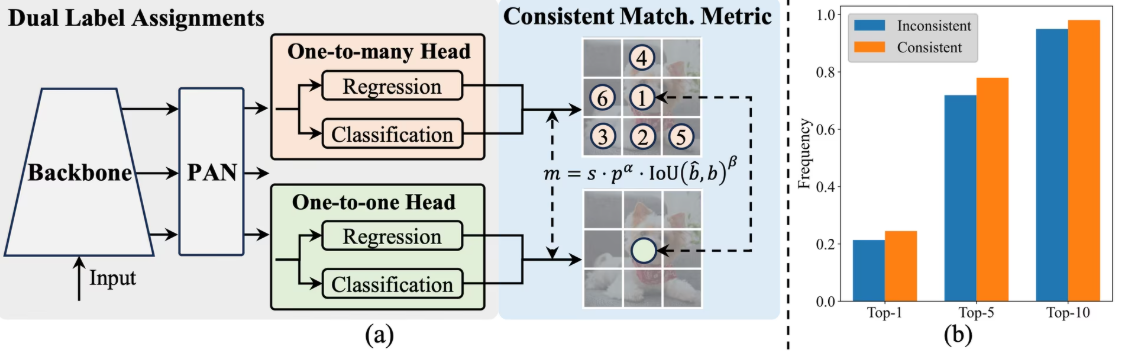 Dual Label Assignments
Consistent Match. Metric
One-to-many Head
Regression
Classification
Backbone
PAN
One-to-one Head
Regression
Classification
Input
4
6 1
3 2 5
m = s · p^α · IoU(b̂, b)^β
(a)
Inconsistent
Consistent
Frequency
1.0
0.8
0.6
0.4
0.2
0.0
Top-1 Top-5 Top-10
(b)